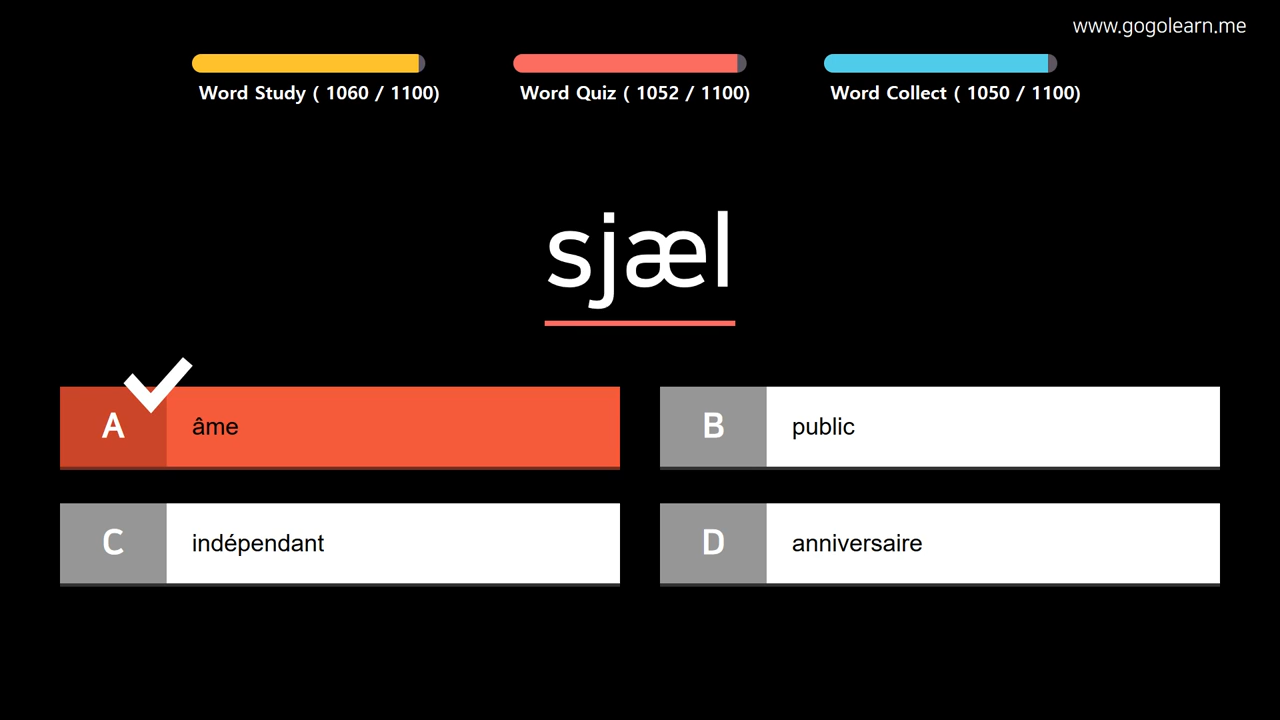 www.gogolearn.me
Word Study ( 1060 / 1100)
Word Quiz ( 1052 / 1100)
Word Collect ( 1050 / 1100)
sjæl
A
âme
B
public
C
indépendant
D
anniversaire